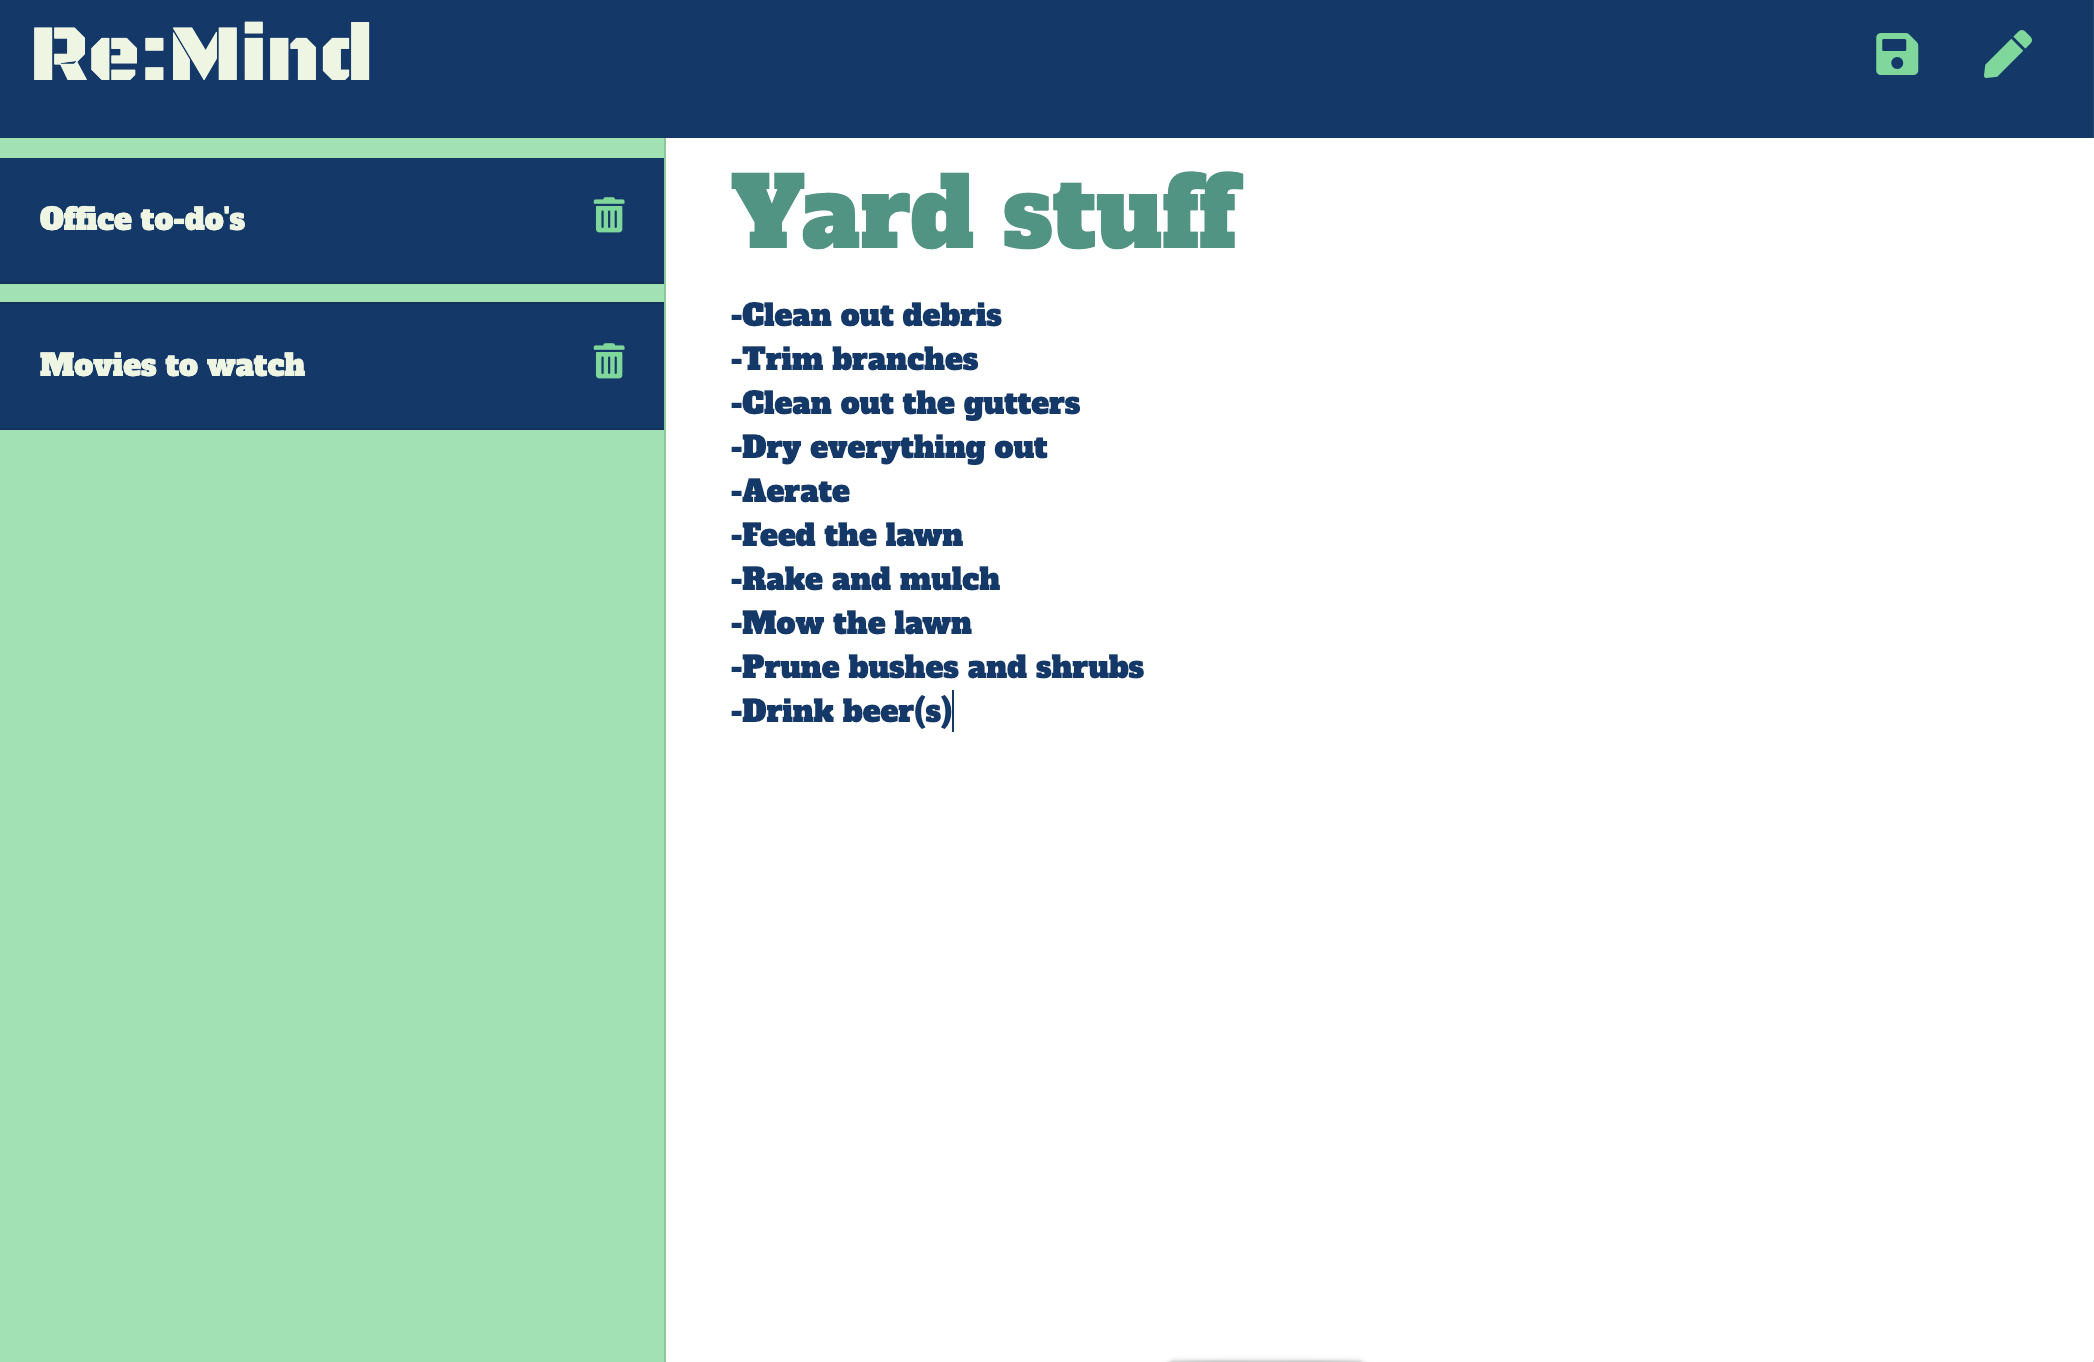 Re:Mind
Office to-do's
Movies to watch
Yard stuff
-Clean out debris
-Trim branches
-Clean out the gutters
-Dry everything out
-Aerate
-Feed the lawn
-Rake and mulch
-Mow the lawn
-Prune bushes and shrubs
-Drink beer(s)